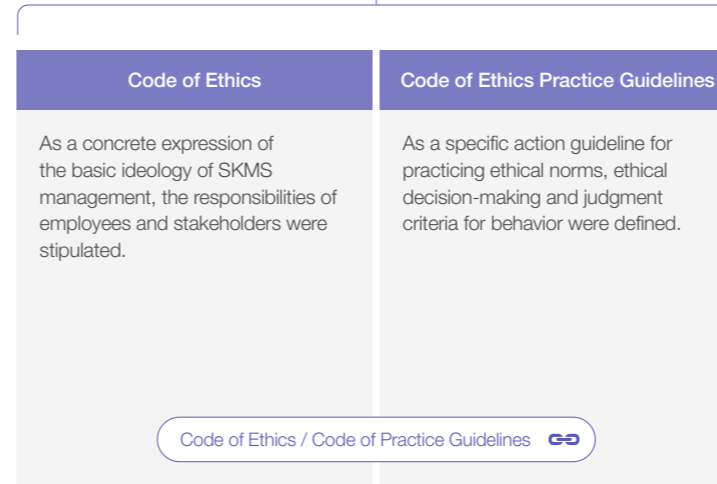 Code of Ethics
As a concrete expression of
the basic ideology of SKMS
management, the responsibilities of
employees and stakeholders were
stipulated.
Code of Ethics Practice Guidelines
As a specific action guideline for
practicing ethical norms, ethical
decision-making and judgment
criteria for behavior were defined.
Code of Ethics / Code of Practice Guidelines